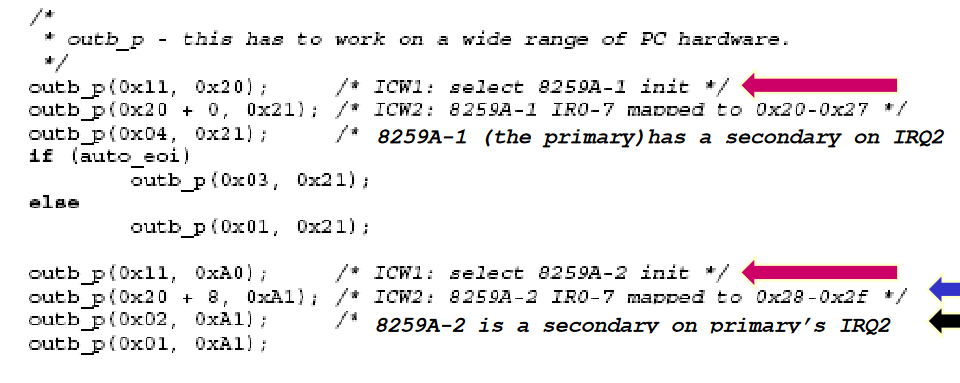 /*
 * outb_p - this has to work on a wide range of PC hardware.
 */
outb_p(0x11, 0x20);      /* ICW1: select 8259A-1 init */
outb_p(0x20 + 0, 0x21); /* ICW2: 8259A-1 IR0-7 mapped to 0x20-0x27 */
outb_p(0x04, 0x21);      /* 8259A-1 (the primary)has a secondary on IRQ2
if (auto_eoi)
        outb_p(0x03, 0x21);
else
        outb_p(0x01, 0x21);
outb_p(0x11, 0xA0);      /* ICW1: select 8259A-2 init */
outb_p(0x20 + 8, 0xA1); /* ICW2: 8259A-2 IR0-7 mapped to 0x28-0x2f */
outb_p(0x02, 0xA1);      /* 8259A-2 is a secondary on primary’s IRQ2
outb_p(0x01, 0xA1);